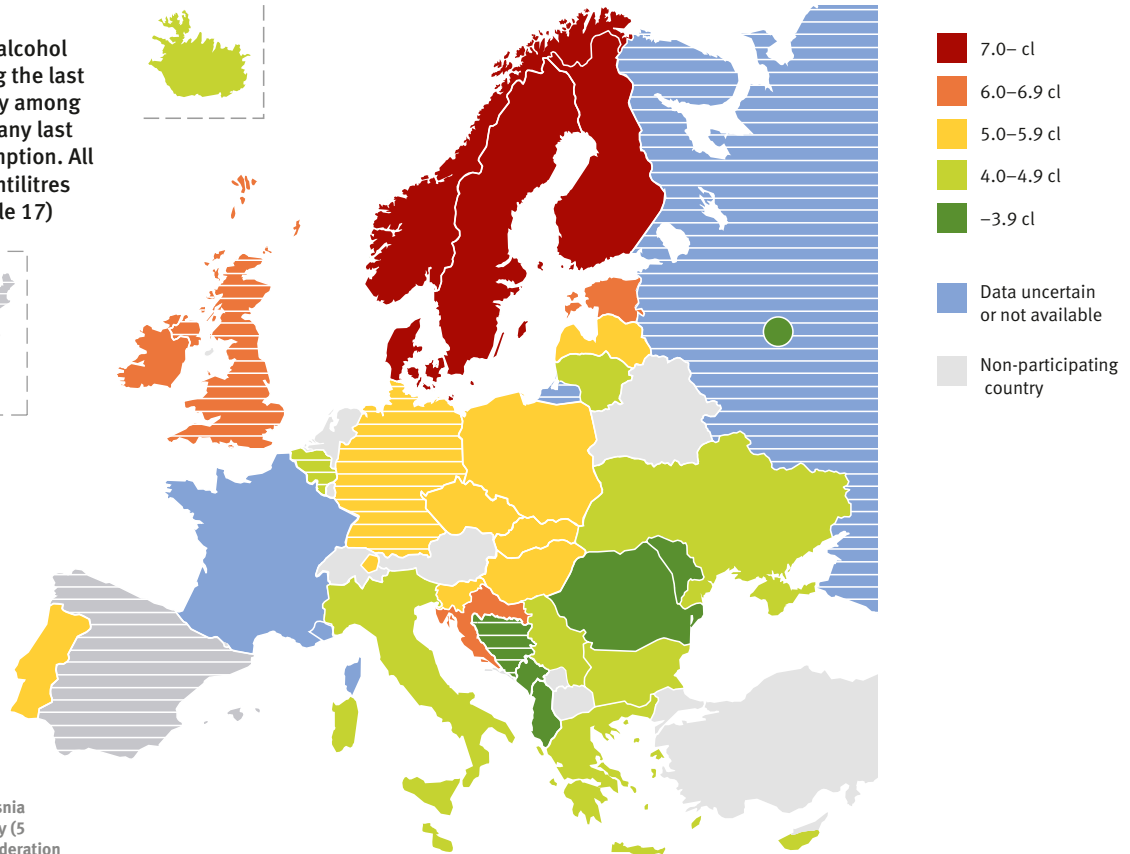 alcohol
g the last
y among
any last
nption. All
ntilitres
le 17)
7.0– cl
6.0–6.9 cl
5.0–5.9 cl
4.0–4.9 cl
–3.9 cl
Data uncertain
or not available
Non-participating
country
snia
y (5
deration